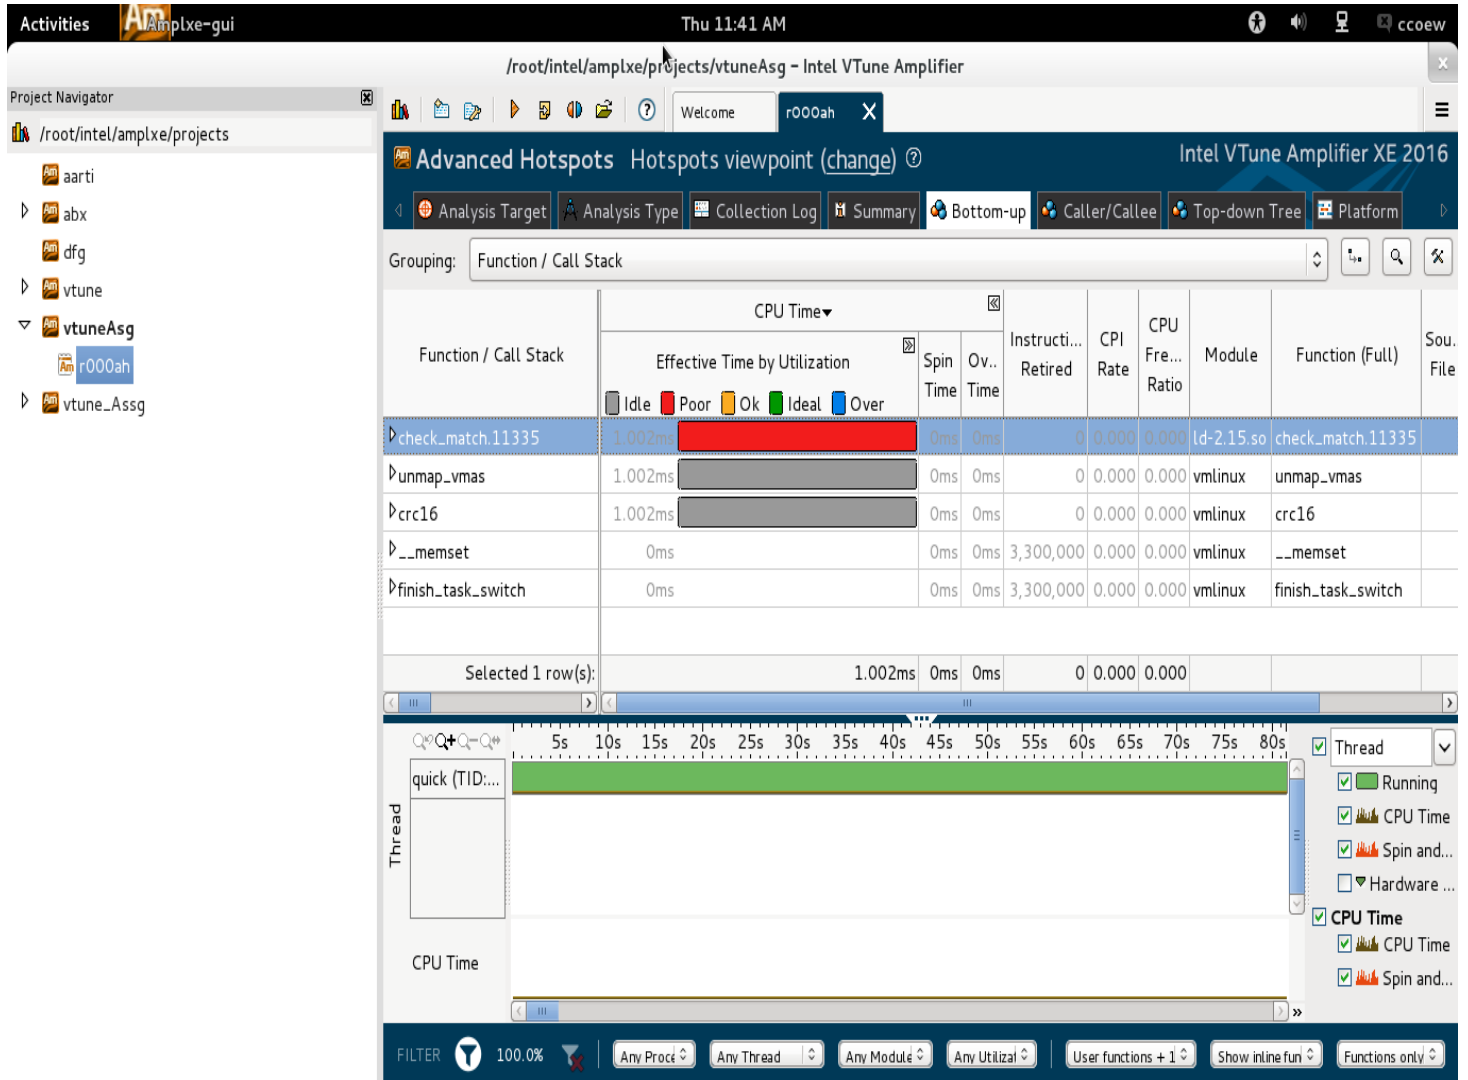 Activities Amplxe-gui Thu 11:41 AM ccoew
/root/intel/amplxe/projects/vtuneAsg – Intel VTune Amplifier
Project Navigator
/root/intel/amplxe/projects
aarti
abx
dfg
vtune
vtuneAsg
r000ah
vtune_Assg
Welcome r000ah
Advanced Hotspots Hotspots viewpoint (change)
Intel VTune Amplifier XE 2016
Analysis Target Analysis Type Collection Log Summary Bottom-up Caller/Callee Top-down Tree Platform
Grouping: Function / Call Stack
Function / Call Stack
CPU Time
Effective Time by Utilization
Idle Poor Ok Ideal Over
Spin Time
Ov.. Time
Instructi... Retired
CPI Rate
CPU Fre... Ratio
Module
Function (Full)
Sou.. File
check_match.11335 1.002ms 0ms 0ms 0 0.000 0.000 ld-2.15.so check_match.11335
unmap_vmas 1.002ms 0ms 0ms 0 0.000 0.000 vmlinux unmap_vmas
crc16 1.002ms 0ms 0ms 0 0.000 0.000 vmlinux crc16
__memset 0ms 0ms 0ms 3,300,000 0.000 0.000 vmlinux __memset
finish_task_switch 0ms 0ms 0ms 3,300,000 0.000 0.000 vmlinux finish_task_switch
Selected 1 row(s): 1.002ms 0ms 0ms 0 0.000 0.000
5s 10s 15s 20s 25s 30s 35s 40s 45s 50s 55s 60s 65s 70s 75s 80s
quick (TID:...
Thread
CPU Time
Thread
Running
CPU Time
Spin and...
Hardware ...
CPU Time
CPU Time
Spin and...
FILTER 100.0% Any Proce Any Thread Any Module Any Utilizat User functions + 1 Show inline fun Functions only